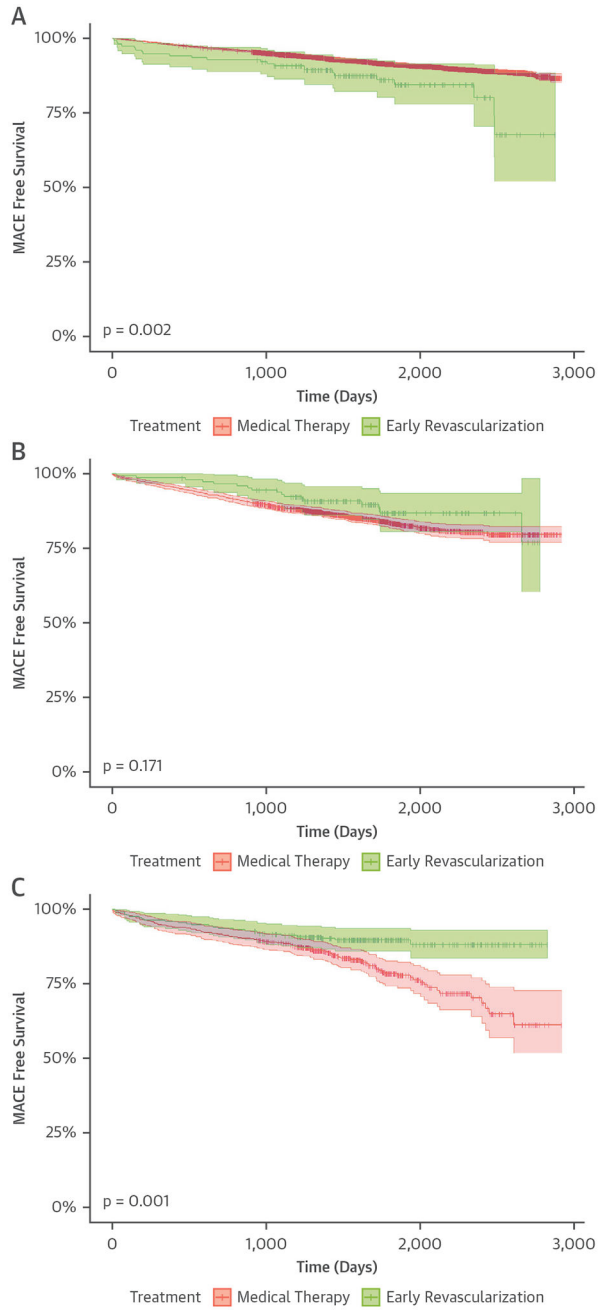 A
100%
75%
50%
25%
0%
MACE Free Survival
p = 0.002
0 1,000 2,000 3,000
Time (Days)
Treatment Medical Therapy Early Revascularization
B
100%
75%
50%
25%
0%
MACE Free Survival
p = 0.171
0 1,000 2,000 3,000
Time (Days)
Treatment Medical Therapy Early Revascularization
C
100%
75%
50%
25%
0%
MACE Free Survival
p = 0.001
0 1,000 2,000 3,000
Time (Days)
Treatment Medical Therapy Early Revascularization